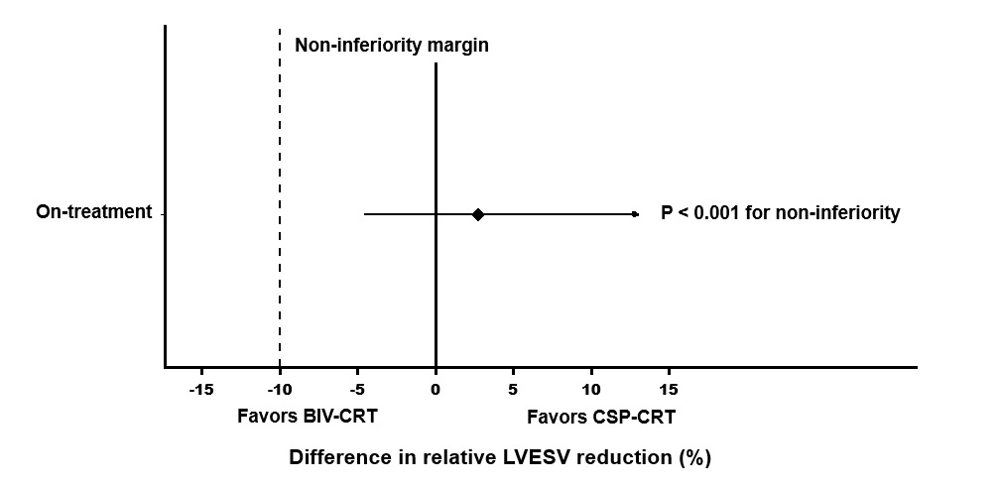 Non-inferiority margin
On-treatment
P < 0.001 for non-inferiority
-15 -10 -5 0 5 10 15
Favors BIV-CRT Favors CSP-CRT
Difference in relative LVESV reduction (%)